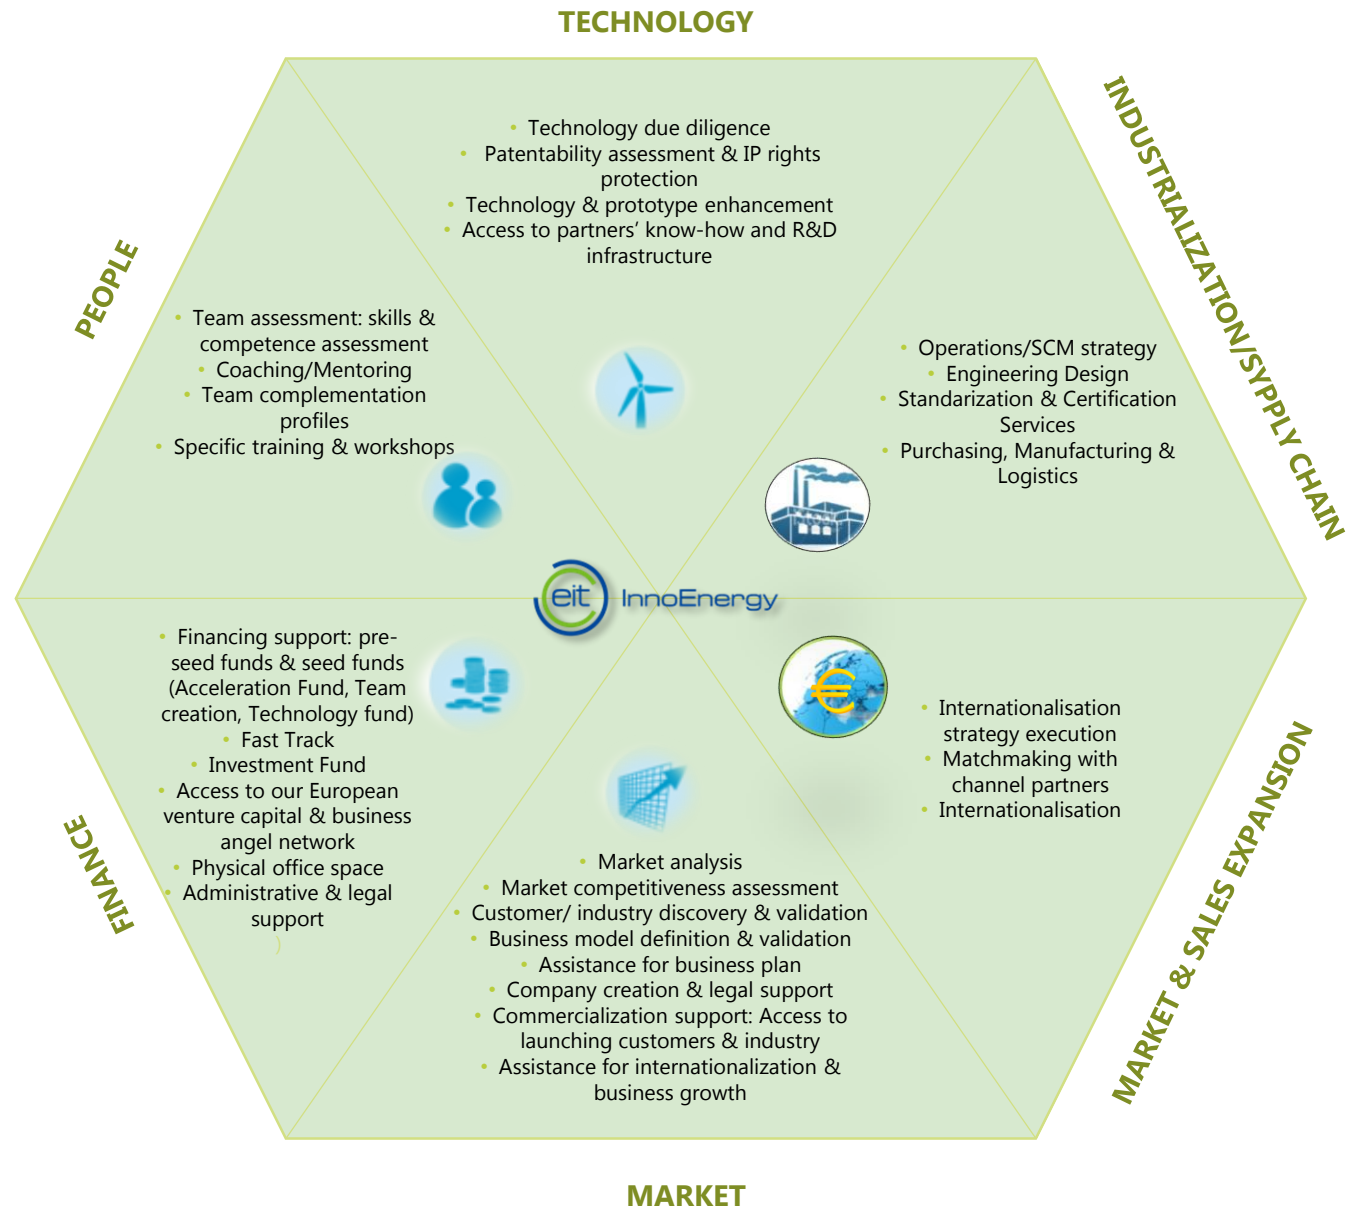 TECHNOLOGY
• Technology due diligence
• Patentability assessment & IP rights
protection
• Technology & prototype enhancement
• Access to partners’ know-how and R&D
infrastructure
INDUSTRIALIZATION/SYPPLY CHAIN
• Operations/SCM strategy
• Engineering Design
• Standarization & Certification
Services
• Purchasing, Manufacturing &
Logistics
PEOPLE
• Team assessment: skills &
competence assessment
• Coaching/Mentoring
• Team complementation
profiles
• Specific training & workshops
eit InnoEnergy
FINANCE
• Financing support: pre-
seed funds & seed funds
(Acceleration Fund, Team
creation, Technology fund)
• Fast Track
• Investment Fund
• Access to our European
venture capital & business
angel network
• Physical office space
• Administrative & legal
support
)
€
MARKET & SALES EXPANSION
• Internationalisation
strategy execution
• Matchmaking with
channel partners
• Internationalisation
• Market analysis
• Market competitiveness assessment
• Customer/ industry discovery & validation
• Business model definition & validation
• Assistance for business plan
• Company creation & legal support
• Commercialization support: Access to
launching customers & industry
• Assistance for internationalization &
business growth
MARKET